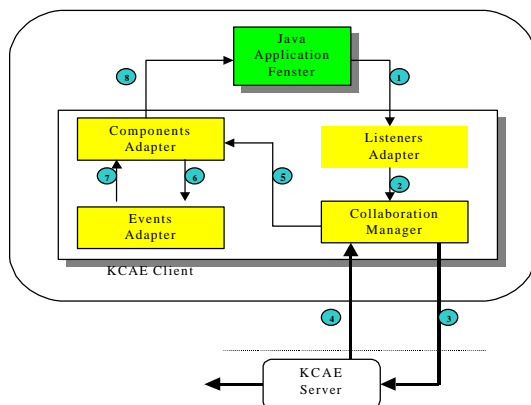 Java
Application
Fenster
8
1
Components
Adapter
Listeners
Adapter
7
6
5
2
Events
Adapter
Collaboration
Manager
KCAE Client
4
3
KCAE
Server